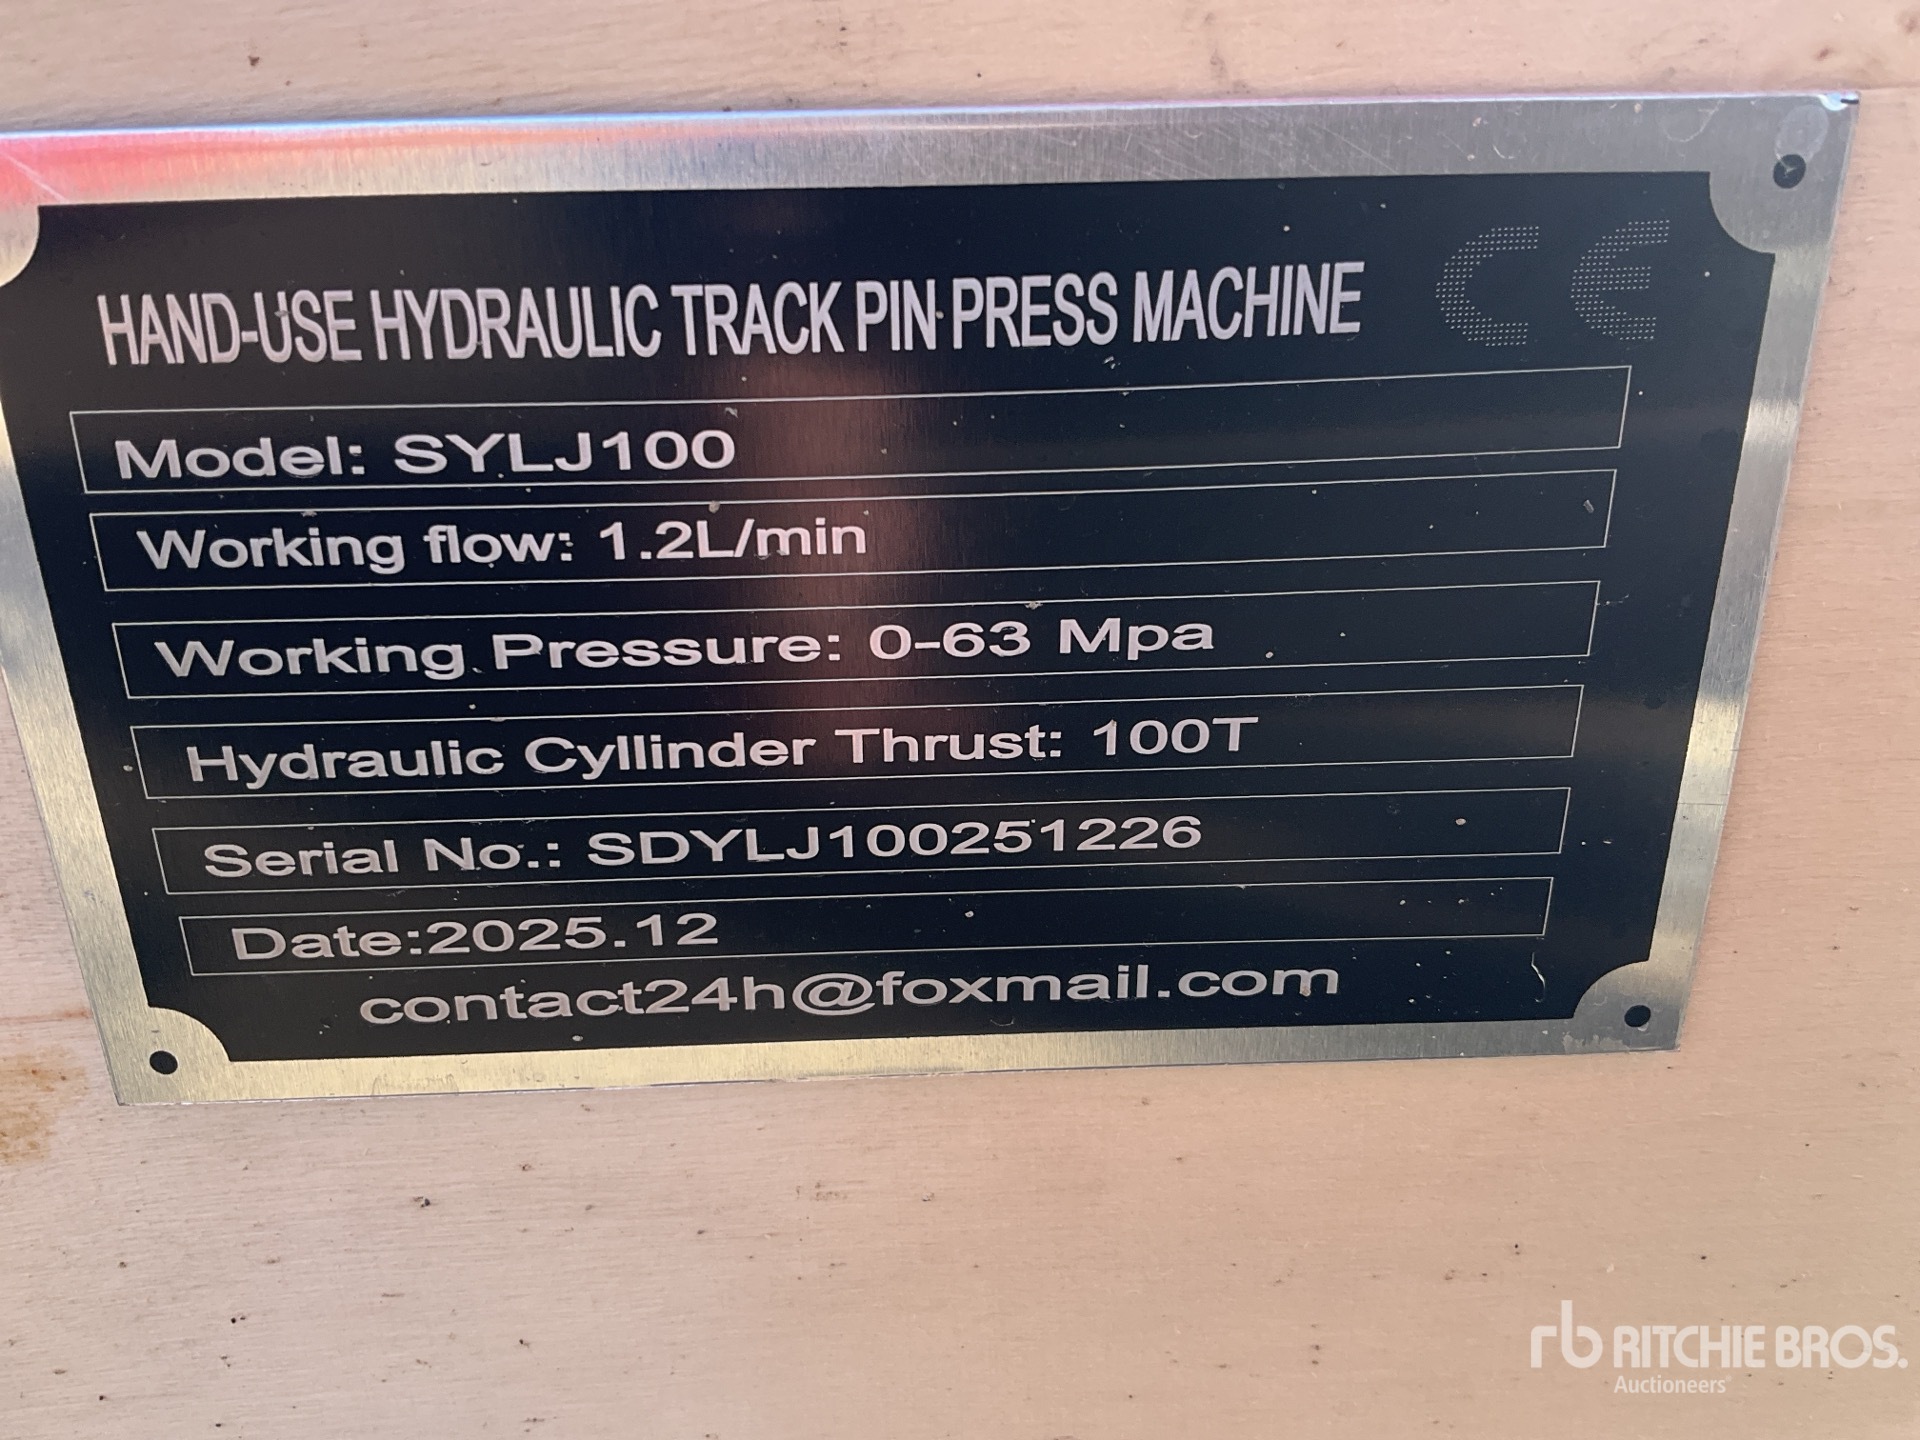 HAND-USE HYDRAULIC TRACK PIN PRESS MACHINE CE
Model: SYLJ100
Working flow: 1.2L/min
Working Pressure: 0-63 Mpa
Hydraulic Cyllinder Thrust: 100T
Serial No.: SDYLJ100251226
Date:2025.12
contact24h@foxmail.com
rb RITCHIE BROS.
Auctioneers